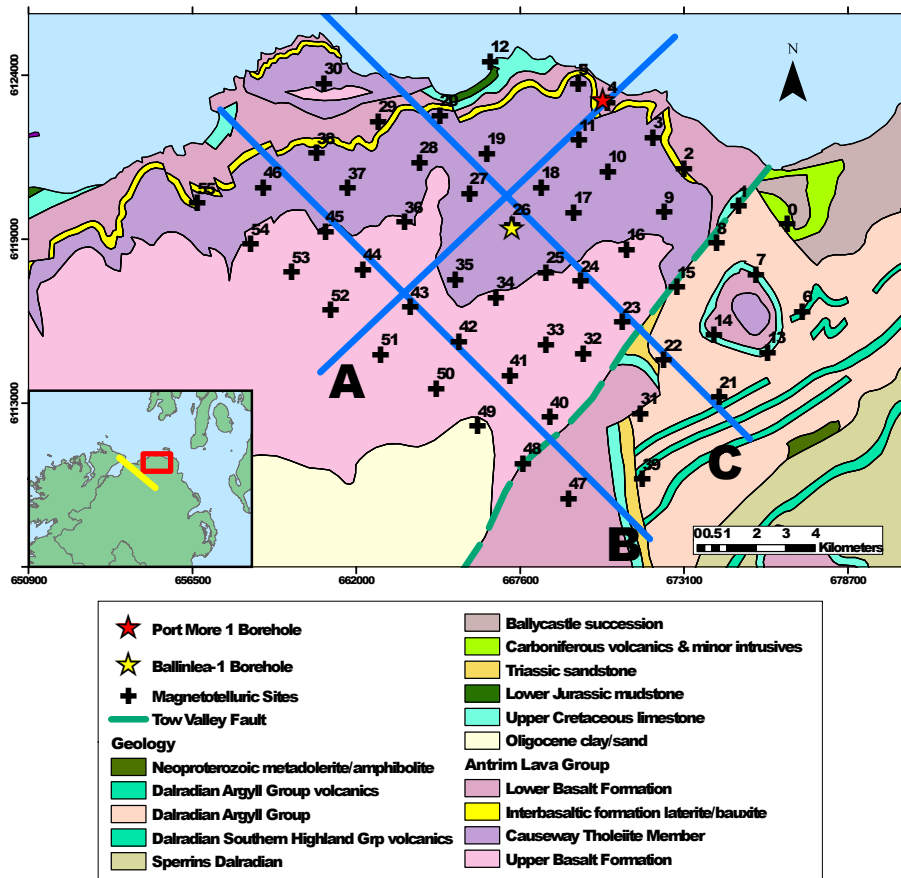 N
12
30
5
4
29
20
11
3
38
28
19
2
10
46
37
27
18
55
1
17
9
36
26
0
45
8
54
16
53
44
35
25
24
7
15
34
52
43
6
23
14
42
33
32
13
51
22
41
50
A
21
40
31
49
C
48
39
47
B
6124000
6119000
6113000
0 0.5 1 2 3 4
Kilometers
650900 656500 662000 667600 673100 678700
Port More 1 Borehole
Ballinlea-1 Borehole
Magnetotelluric Sites
Tow Valley Fault
Geology
Neoproterozoic metadolerite/amphibolite
Dalradian Argyll Group volcanics
Dalradian Argyll Group
Dalradian Southern Highland Grp volcanics
Sperrins Dalradian
Ballycastle succession
Carboniferous volcanics & minor intrusives
Triassic sandstone
Lower Jurassic mudstone
Upper Cretaceous limestone
Oligocene clay/sand
Antrim Lava Group
Lower Basalt Formation
Interbasaltic formation laterite/bauxite
Causeway Tholeiite Member
Upper Basalt Formation